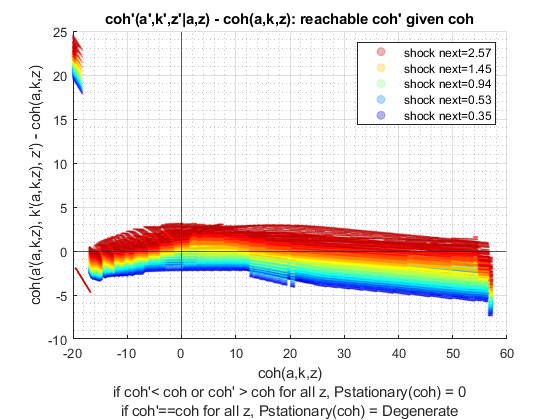 coh'(a',k',z'|a,z) - coh(a,k,z): reachable coh' given coh
coh(a'(a,k,z), k'(a,k,z), z') - coh(a,k,z)
25
20
15
10
5
0
-5
-10
shock next=2.57
shock next=1.45
shock next=0.94
shock next=0.53
shock next=0.35
-20 -10 0 10 20 30 40 50 60
coh(a,k,z)
if coh'< coh or coh' > coh for all z, Pstationary(coh) = 0
if coh'==coh for all z, Pstationary(coh) = Degenerate